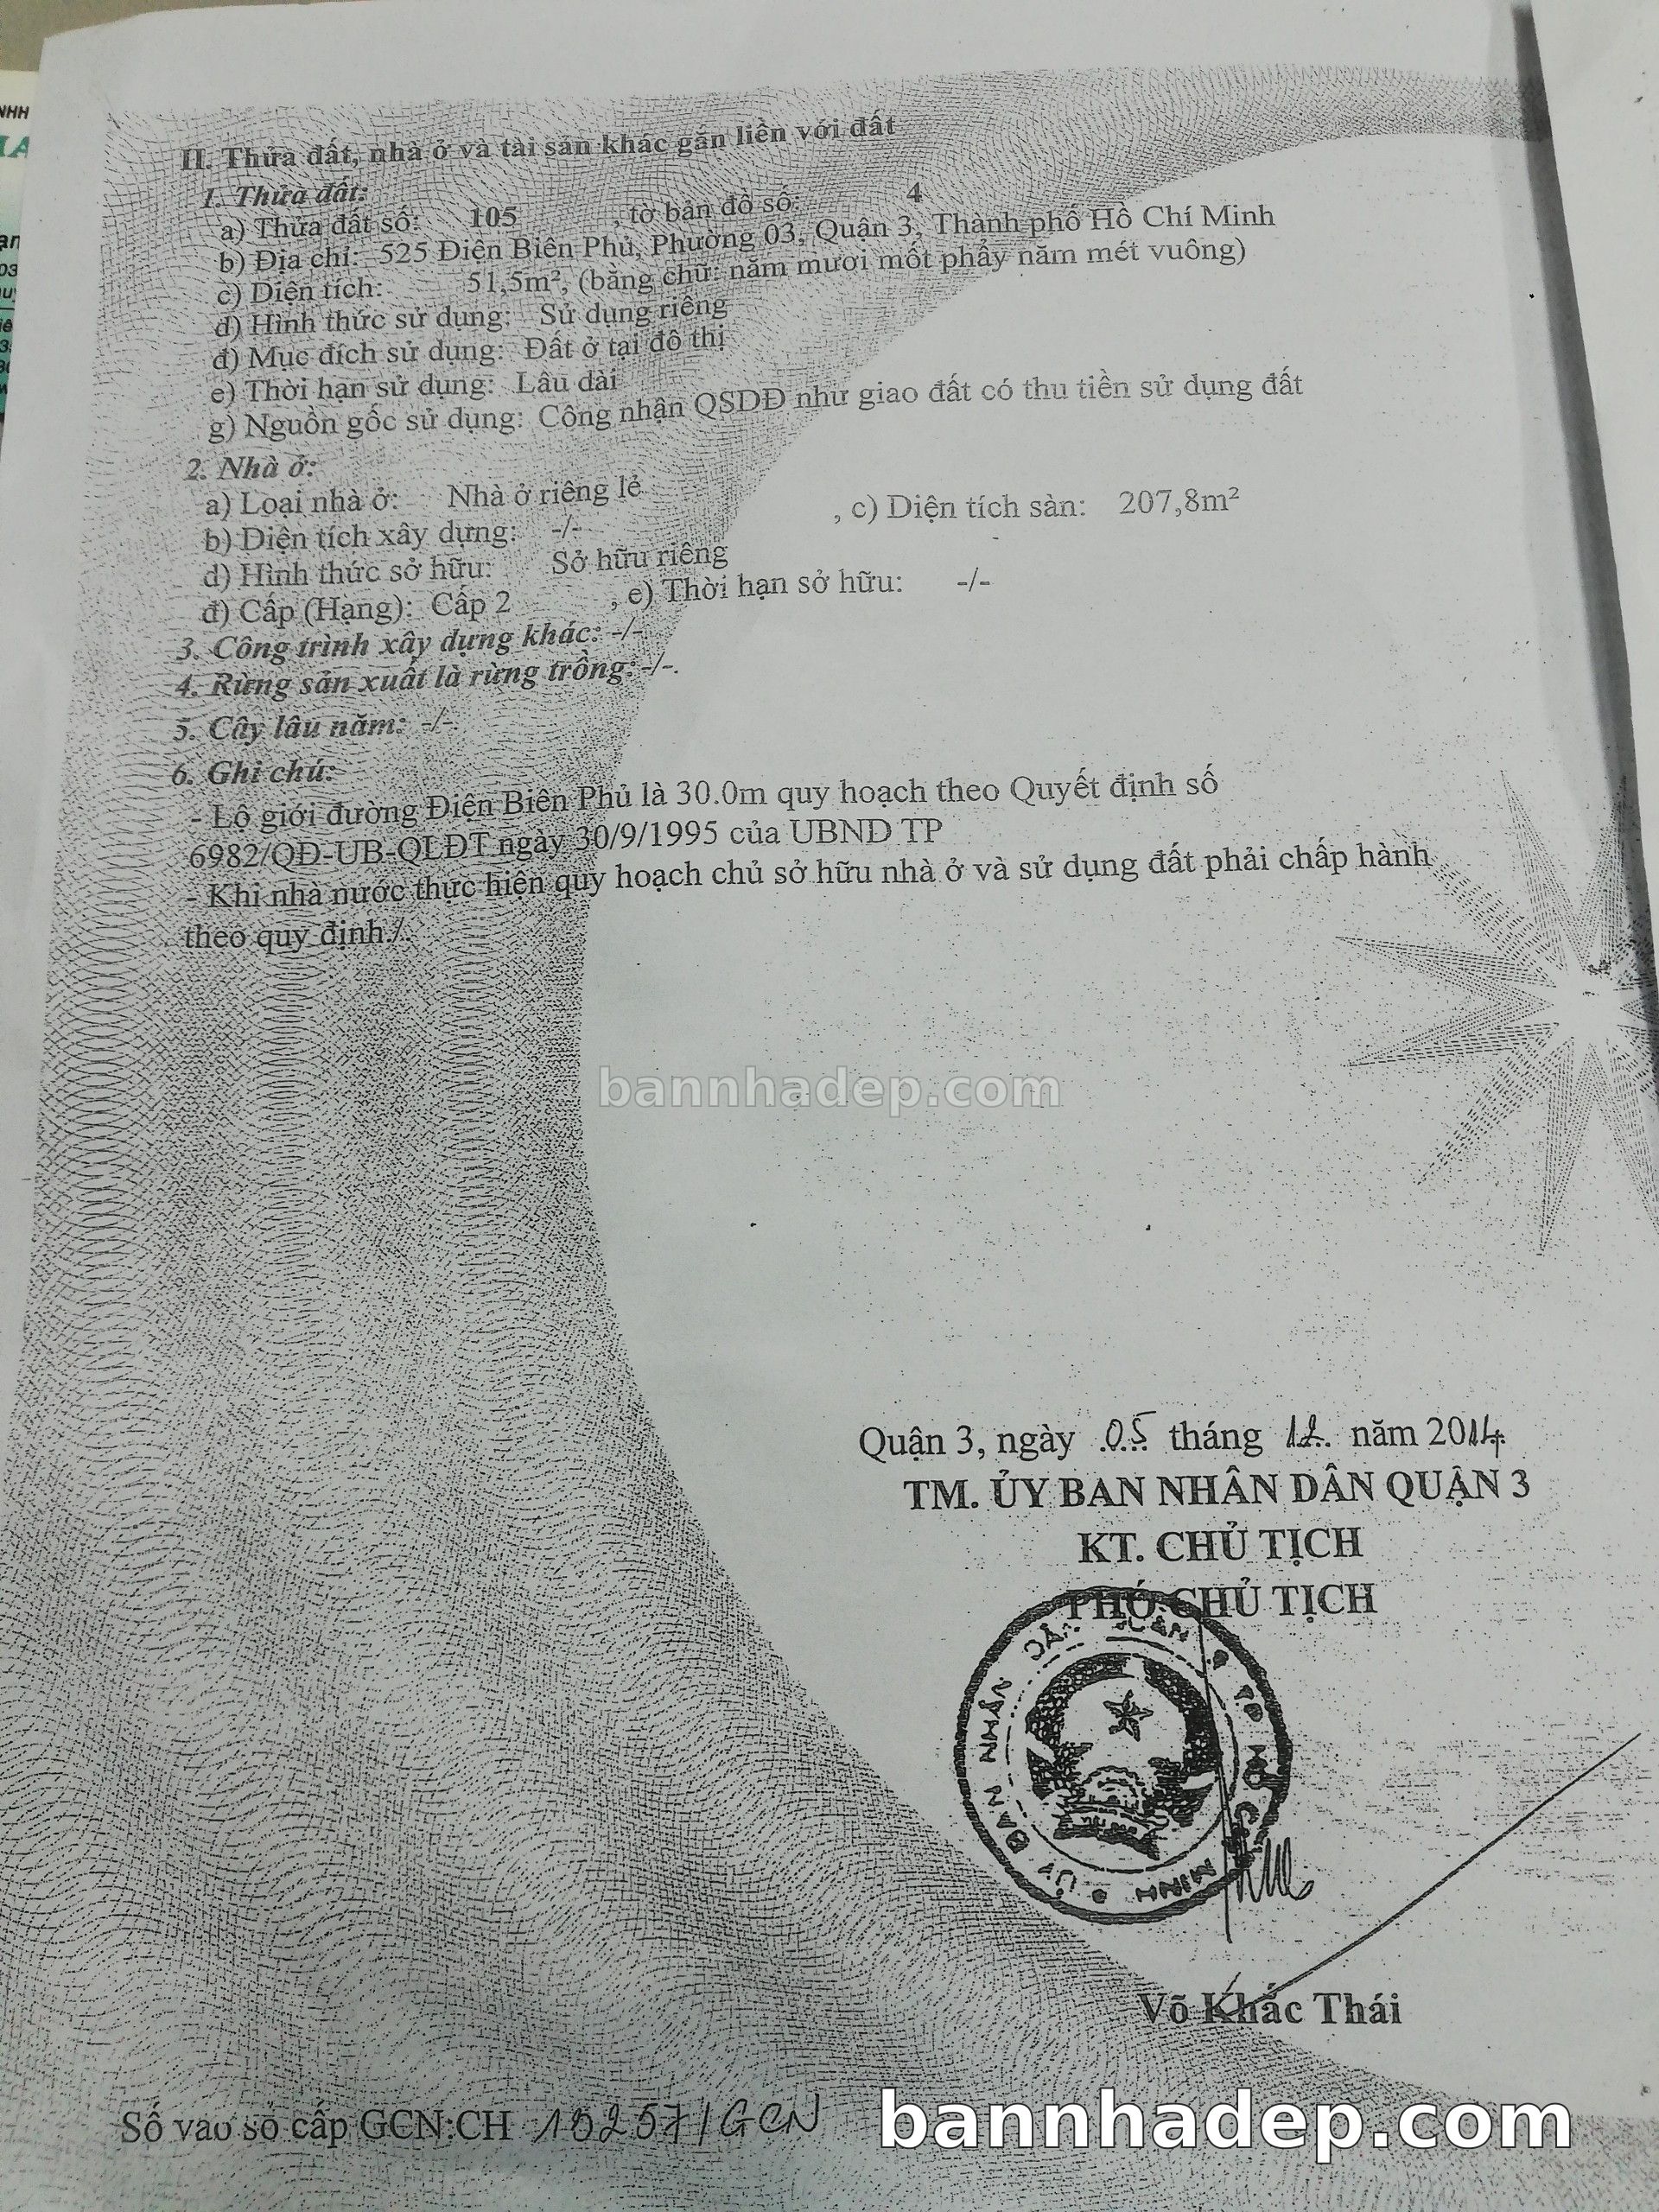 II. Thửa đất, nhà ở và tài sản khác gắn liền với đất
1. Thửa đất:
a) Thửa đất số: 105 , tờ bản đồ số: 4
b) Địa chỉ: 525 Điện Biên Phủ, Phường 03, Quận 3, Thành phố Hồ Chí Minh
c) Diện tích: 51,5m², (bằng chữ: năm mươi mốt phẩy năm mét vuông)
d) Hình thức sử dụng: Sử dụng riêng
đ) Mục đích sử dụng: Đất ở tại đô thị
e) Thời hạn sử dụng: Lâu dài
g) Nguồn gốc sử dụng: Công nhận QSDĐ như giao đất có thu tiền sử dụng đất
2. Nhà ở:
a) Loại nhà ở: Nhà ở riêng lẻ
b) Diện tích xây dựng: -/- , c) Diện tích sàn: 207,8m²
d) Hình thức sở hữu: Sở hữu riêng
đ) Cấp (Hạng): Cấp 2 , e) Thời hạn sở hữu: -/-
3. Công trình xây dựng khác: -/-
4. Rừng sản xuất là rừng trồng: -/-.
5. Cây lâu năm: -/-
6. Ghi chú:
- Lộ giới đường Điện Biên Phủ là 30.0m quy hoạch theo Quyết định số
6982/QĐ-UB-QLĐT ngày 30/9/1995 của UBND TP
- Khi nhà nước thực hiện quy hoạch chủ sở hữu nhà ở và sử dụng đất phải chấp hành
theo quy định./.
bannhadep.com
Quận 3, ngày 05 tháng 12 năm 2014
TM. ỦY BAN NHÂN DÂN QUẬN 3
KT. CHỦ TỊCH
PHÓ CHỦ TỊCH
ỦY BAN NHÂN DÂN QUẬN TP HỒ CHÍ MINH
Võ Khắc Thái
Số vào sổ cấp GCN:CH 18257/GCN
bannhadep.com